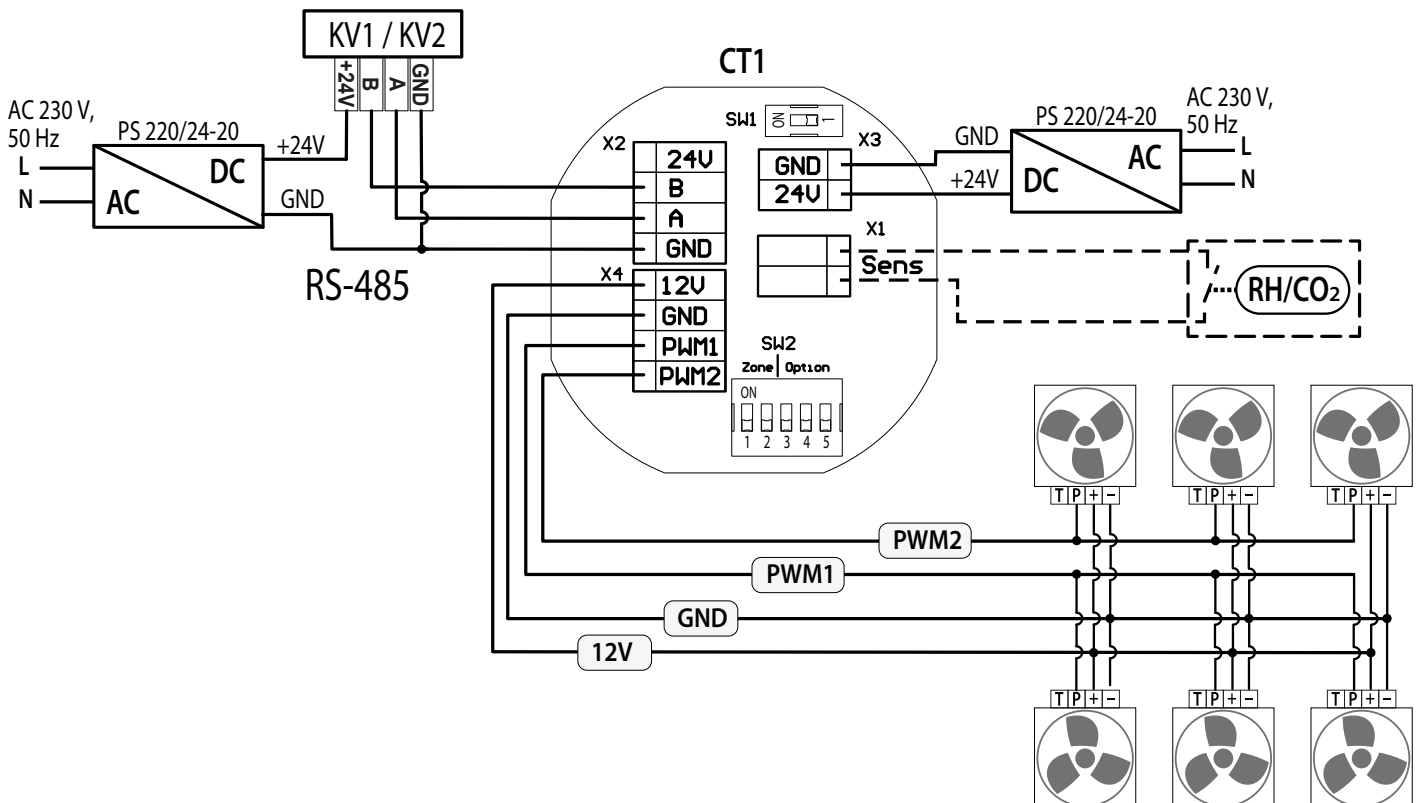 KV1 / KV2
+24V B A GND
CT1
AC 230 V,
50 Hz
L
N
PS 220/24-20
AC DC
+24V
GND
RS-485
X2
24V
B
A
GND
X4
12V
GND
PWM1
PWM2
SW1
ON 1
X3
GND
24V
X1
Sens
SW2
Zone Option
ON
1 2 3 4 5
GND
+24V
PS 220/24-20
DC AC
AC 230 V,
50 Hz
L
N
RH/CO₂
T P + -
T P + -
T P + -
PWM2
PWM1
GND
12V
T P + -
T P + -
T P + -